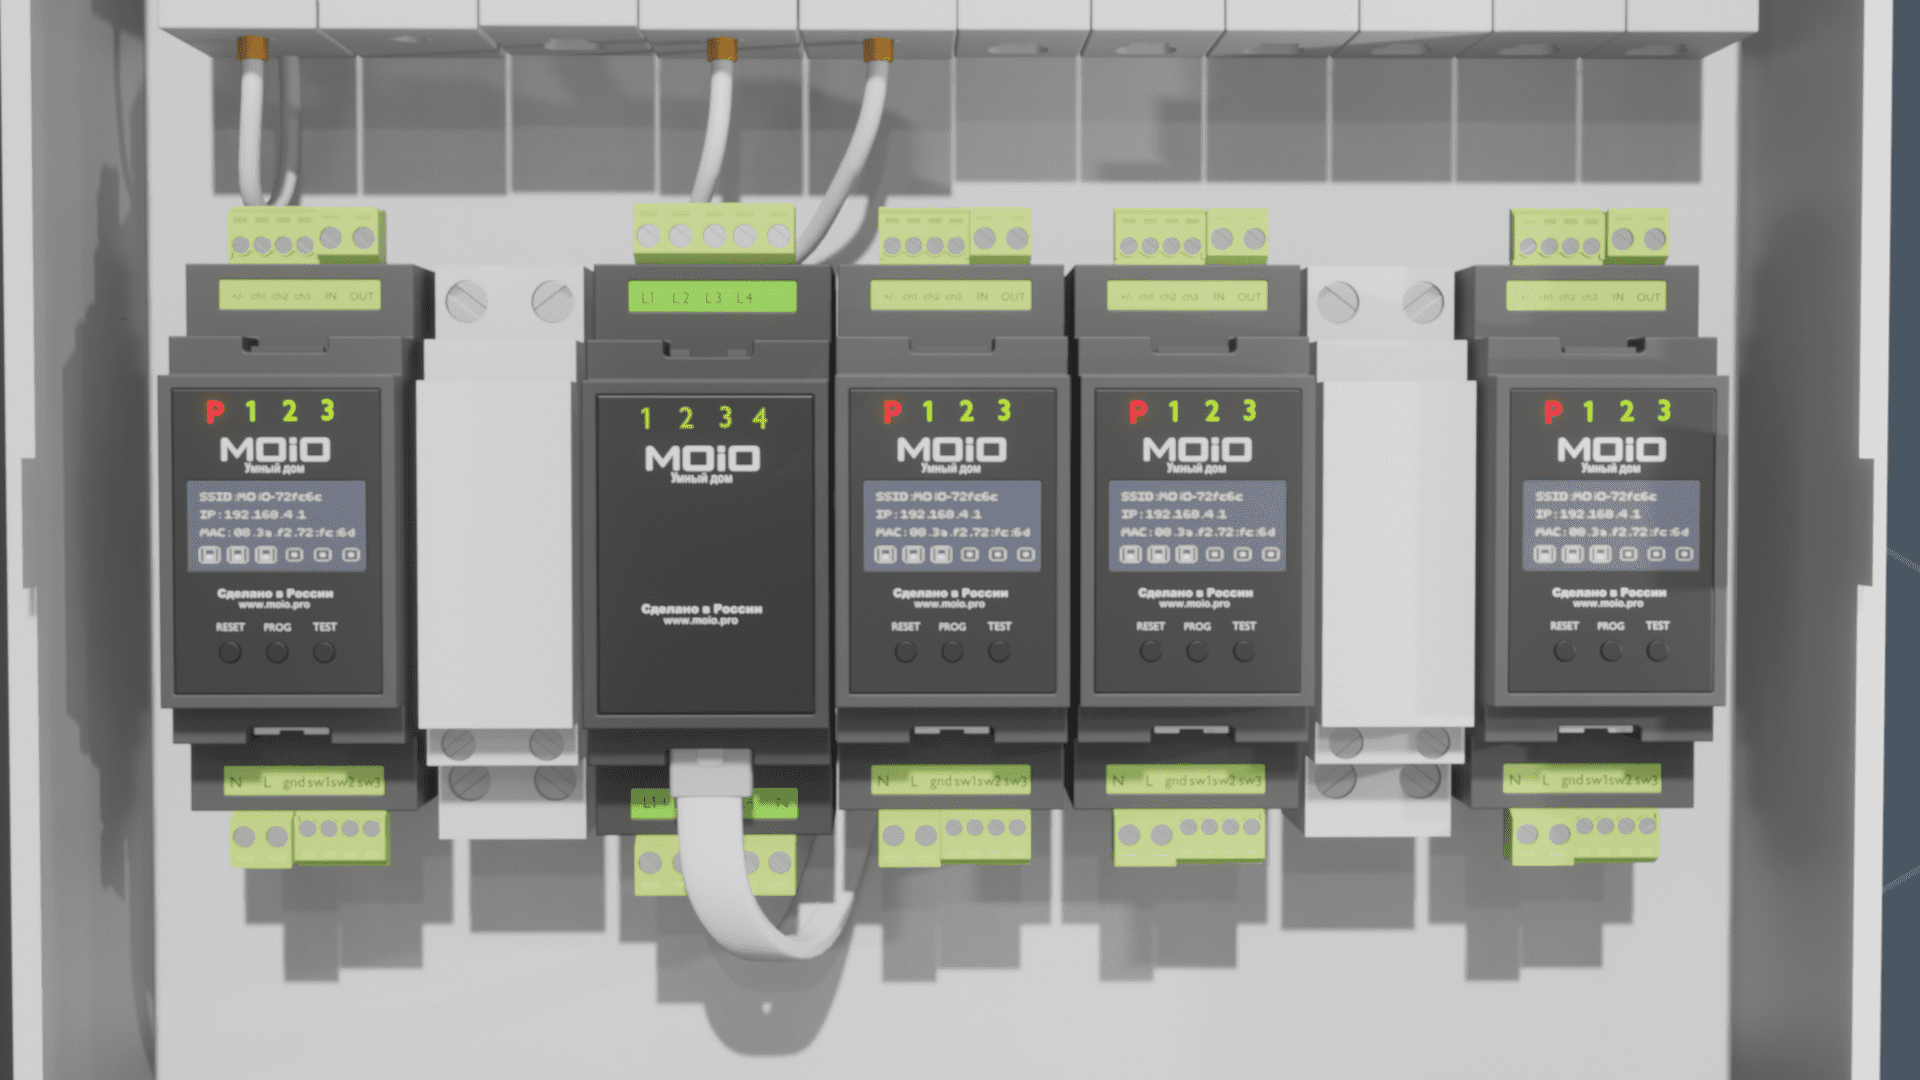 +/- ch1 ch2 ch3 IN OUT
P 1 2 3
MOiO
Умный дом
SSID:MOiO-72fc6c
IP:192.168.4.1
MAC:08.3a.f2.72:fc:6d
Сделано в России
www.moio.pro
RESET PROG TEST
N L gnd sw1 sw2 sw3
L1 L2 L3 L4
1 2 3 4
MOiO
Умный дом
Сделано в России
www.moio.pro
+/- ch1 ch2 ch3 IN OUT
P 1 2 3
MOiO
Умный дом
SSID:MOiO-72fc6c
IP:192.168.4.1
MAC:08.3a.f2.72:fc:6d
Сделано в России
www.moio.pro
RESET PROG TEST
N L gnd sw1 sw2 sw3
+/- ch1 ch2 ch3 IN OUT
P 1 2 3
MOiO
Умный дом
SSID:MOiO-72fc6c
IP:192.168.4.1
MAC:08.3a.f2.72:fc:6d
Сделано в России
www.moio.pro
RESET PROG TEST
N L gnd sw1 sw2 sw3
+/- ch1 ch2 ch3 IN OUT
P 1 2 3
MOiO
Умный дом
SSID:MOiO-72fc6c
IP:192.168.4.1
MAC:08.3a.f2.72:fc:6d
Сделано в России
www.moio.pro
RESET PROG TEST
N L gnd sw1 sw2 sw3